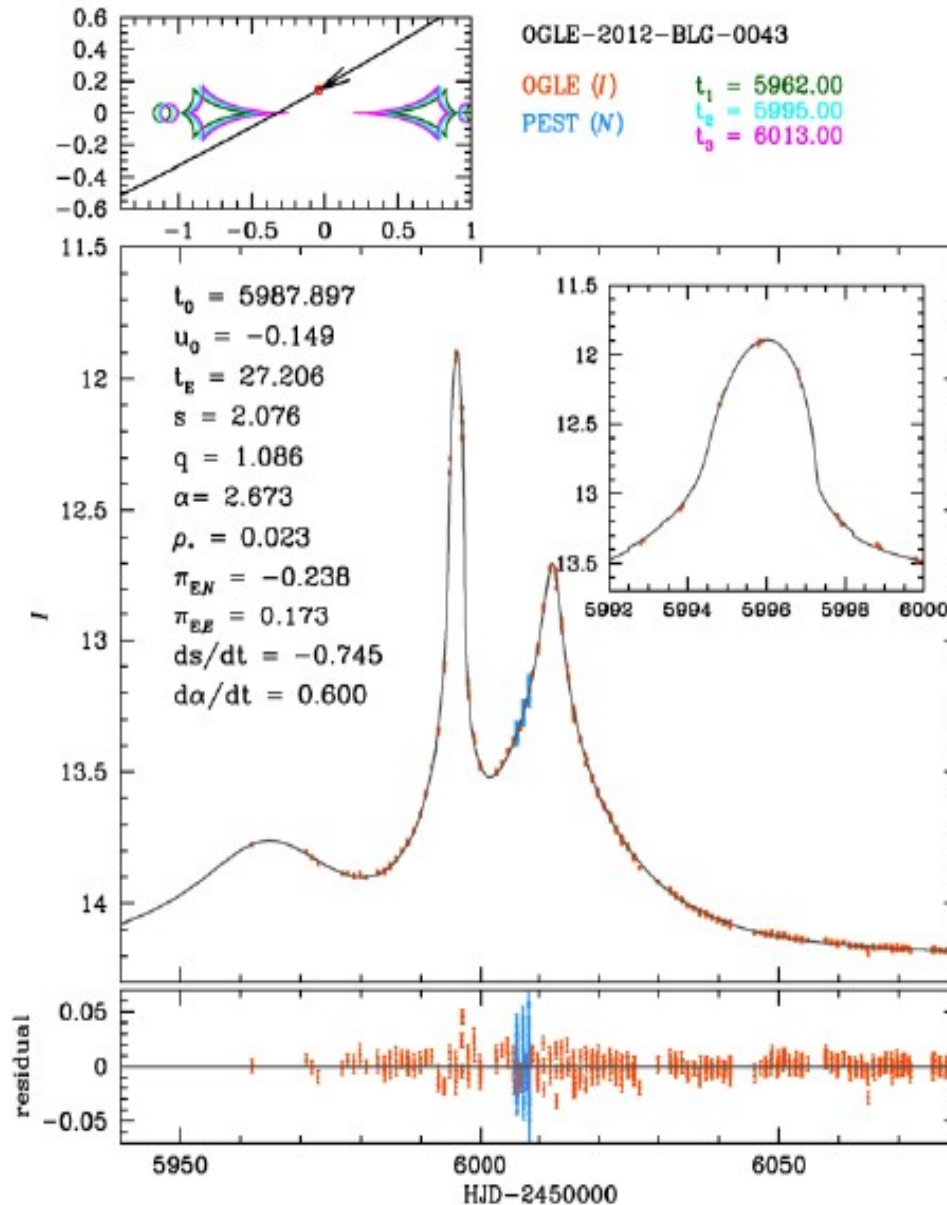 OGLE-2012-BLG-0043
OGLE (I)
PEST (N)
t₁ = 5962.00
t₂ = 5995.00
t₃ = 6013.00
0.6
0.4
0.2
0
-0.2
-0.4
-0.6
-1 -0.5 0 0.5 1
11.5
12
12.5
13
13.5
14
I
t₀ = 5987.897
u₀ = -0.149
t_E = 27.206
s = 2.076
q = 1.086
α= 2.673
ρ* = 0.023
π_E,N = -0.238
π_E,E = 0.173
ds/dt = -0.745
dα/dt = 0.600
11.5
12
12.5
13
13.5
5992 5994 5996 5998 6000
residual
0.05
0
-0.05
5950 6000 6050
HJD-2450000